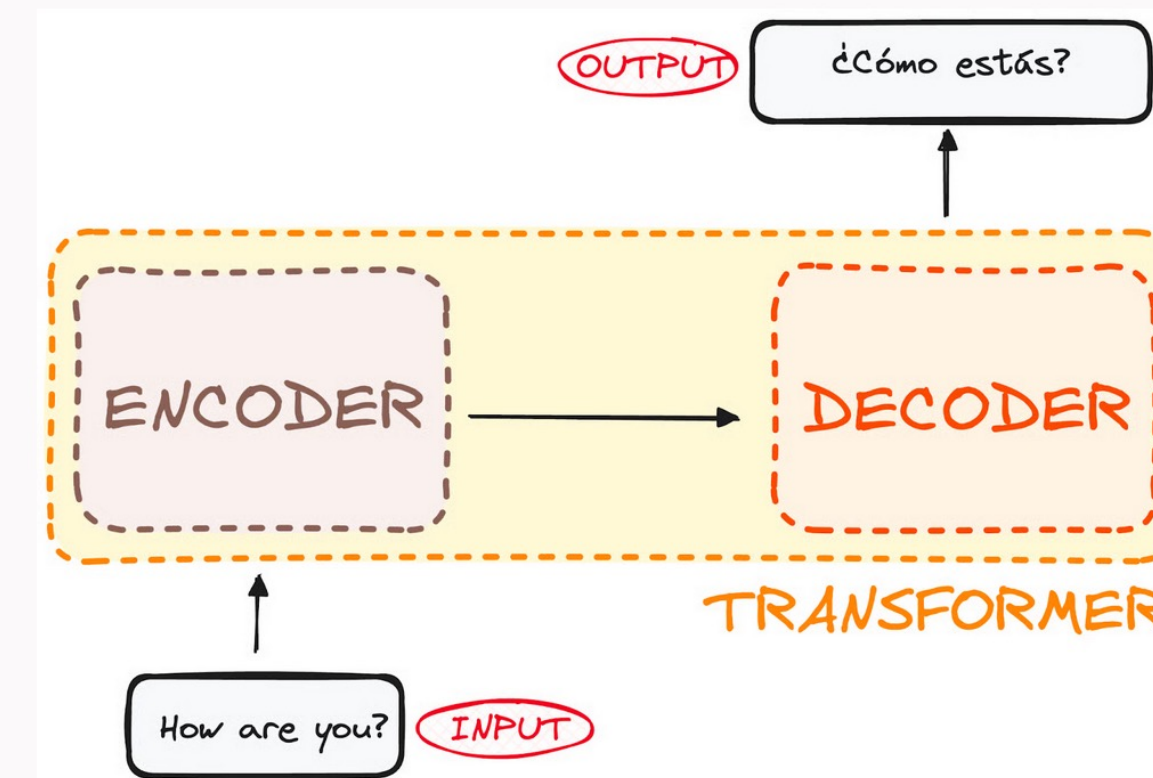 OUTPUT
¿Cómo estás?
ENCODER
DECODER
TRANSFORMER
How are you?
INPUT